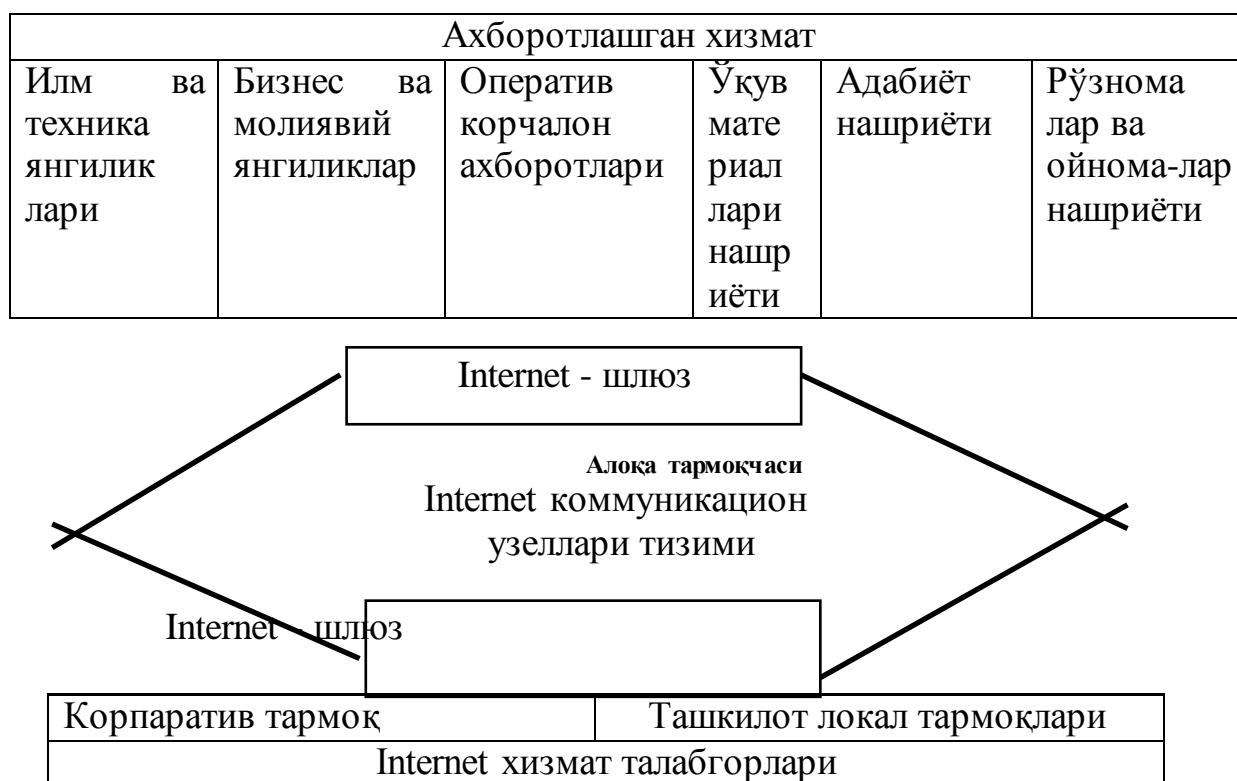 Ахборотлашган хизмат
Илм ва
техника
янгилик
лари
Бизнес ва
молиявий
янгиликлар
Оператив
корчалон
ахборотлари
Ўқув
мате
риал
лари
нашр
иёти
Адабиёт
нашриёти
Рўзнома
лар ва
ойнома-лар
нашриёти
Internet - шлюз
Алоқа тармоқчаси
Internet коммуникацион
узеллари тизими
Internet - шлюз
Корпаратив тармоқ
Ташкилот локал тармоқлари
Internet хизмат талабгорлари